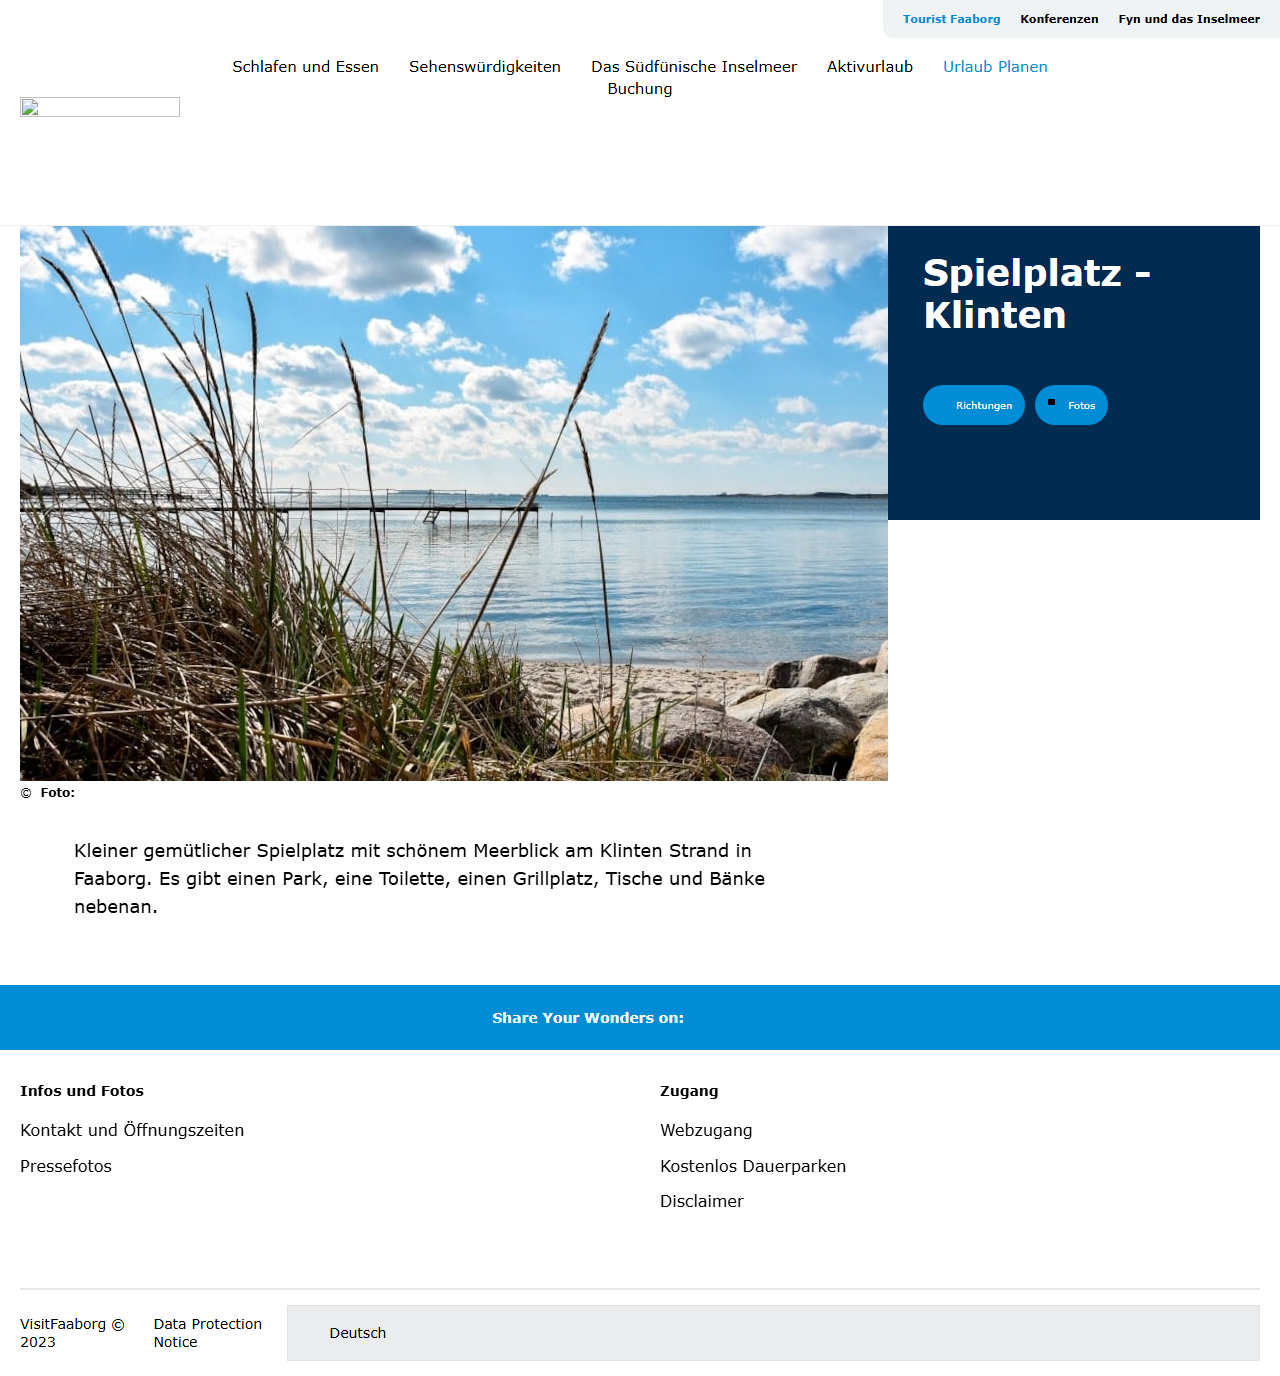 Tourist Faaborg Konferenzen Fyn und das Inselmeer
Schlafen und Essen Sehenswürdigkeiten Das Südfünische Inselmeer Aktivurlaub Urlaub Planen
Buchung
Spielplatz -
Klinten
Richtungen Fotos
© Foto:
Kleiner gemütlicher Spielplatz mit schönem Meerblick am Klinten Strand in
Faaborg. Es gibt einen Park, eine Toilette, einen Grillplatz, Tische und Bänke
nebenan.
Share Your Wonders on:
Infos und Fotos
Kontakt und Öffnungszeiten
Pressefotos
Zugang
Webzugang
Kostenlos Dauerparken
Disclaimer
VisitFaaborg ©
2023
Data Protection
Notice
Deutsch